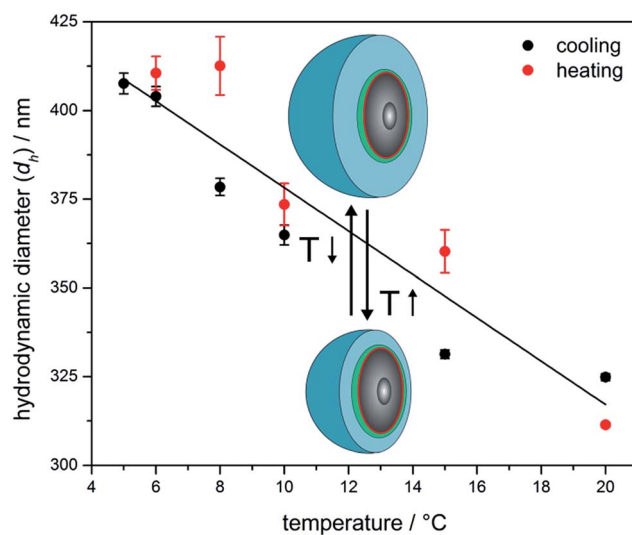 425
400
375
350
325
300
hydrodynamic diameter (dh) / nm
cooling
heating
T ↓
T ↑
4 6 8 10 12 14 16 18 20
temperature / °C